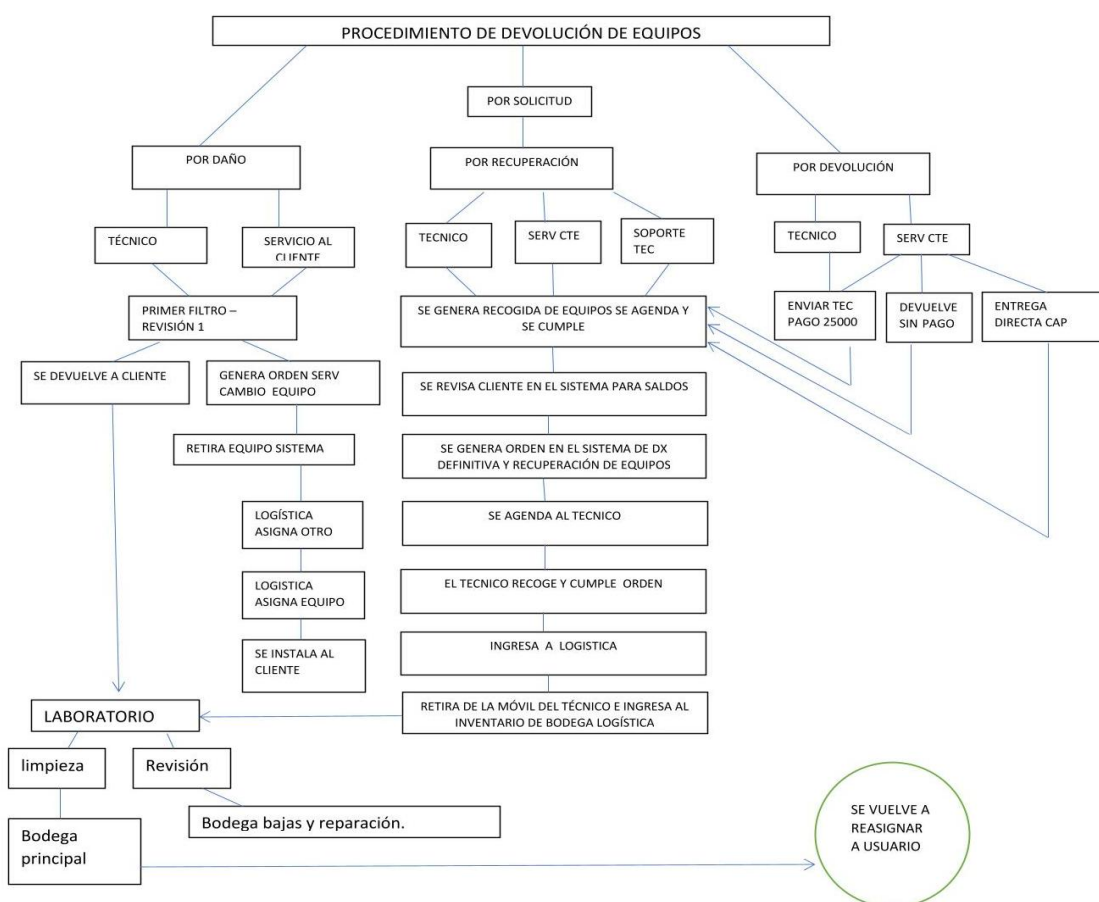 PROCEDIMIENTO DE DEVOLUCIÓN DE EQUIPOS
POR SOLICITUD
POR DAÑO
POR RECUPERACIÓN
POR DEVOLUCIÓN
TÉCNICO
SERVICIO AL
CLIENTE
TECNICO
SERV CTE
SOPORTE
TEC
TECNICO
SERV CTE
PRIMER FILTRO –
REVISIÓN 1
SE GENERA RECOGIDA DE EQUIPOS SE AGENDA Y
SE CUMPLE
ENVIAR TEC
PAGO 25000
DEVUELVE
SIN PAGO
ENTREGA
DIRECTA CAP
SE DEVUELVE A CLIENTE
GENERA ORDEN SERV
CAMBIO EQUIPO
SE REVISA CLIENTE EN EL SISTEMA PARA SALDOS
RETIRA EQUIPO SISTEMA
SE GENERA ORDEN EN EL SISTEMA DE DX
DEFINITIVA Y RECUPERACIÓN DE EQUIPOS
LOGÍSTICA
ASIGNA OTRO
SE AGENDA AL TECNICO
LOGISTICA
ASIGNA EQUIPO
EL TECNICO RECOGE Y CUMPLE ORDEN
SE INSTALA AL
CLIENTE
INGRESA A LOGISTICA
LABORATORIO
RETIRA DE LA MÓVIL DEL TÉCNICO E INGRESA AL
INVENTARIO DE BODEGA LOGÍSTICA
limpieza
Revisión
Bodega bajas y reparación.
Bodega
principal
SE VUELVE A
REASIGNAR
A USUARIO